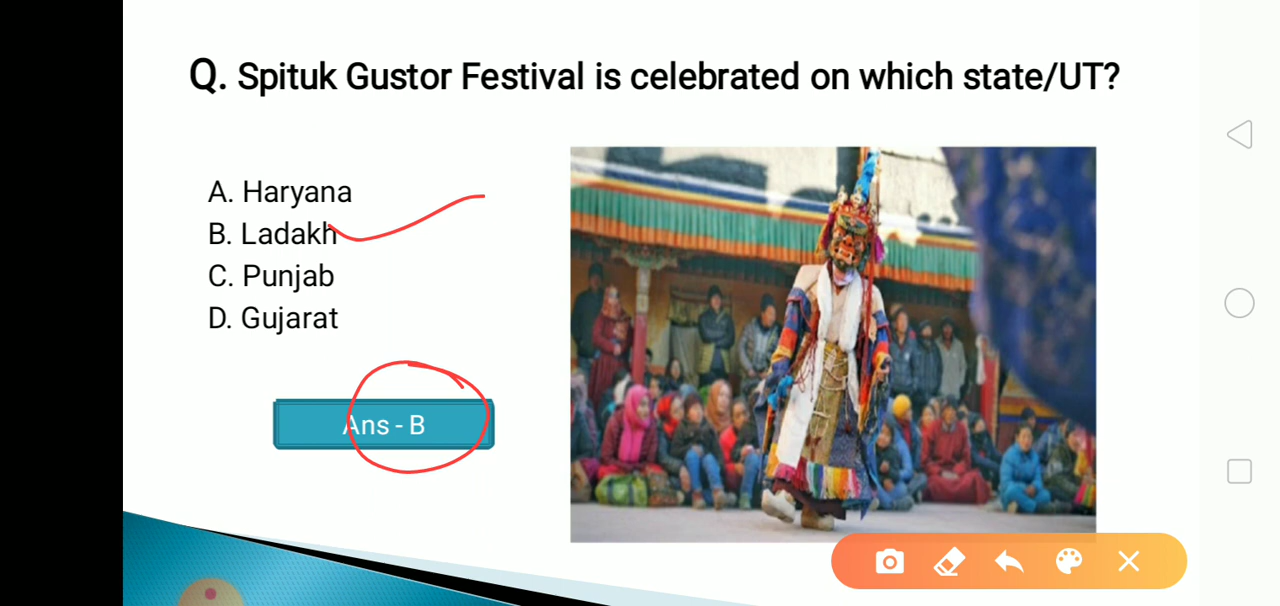 Q. Spituk Gustor Festival is celebrated on which state/UT?
A. Haryana
B. Ladakh
C. Punjab
D. Gujarat
Ans - B